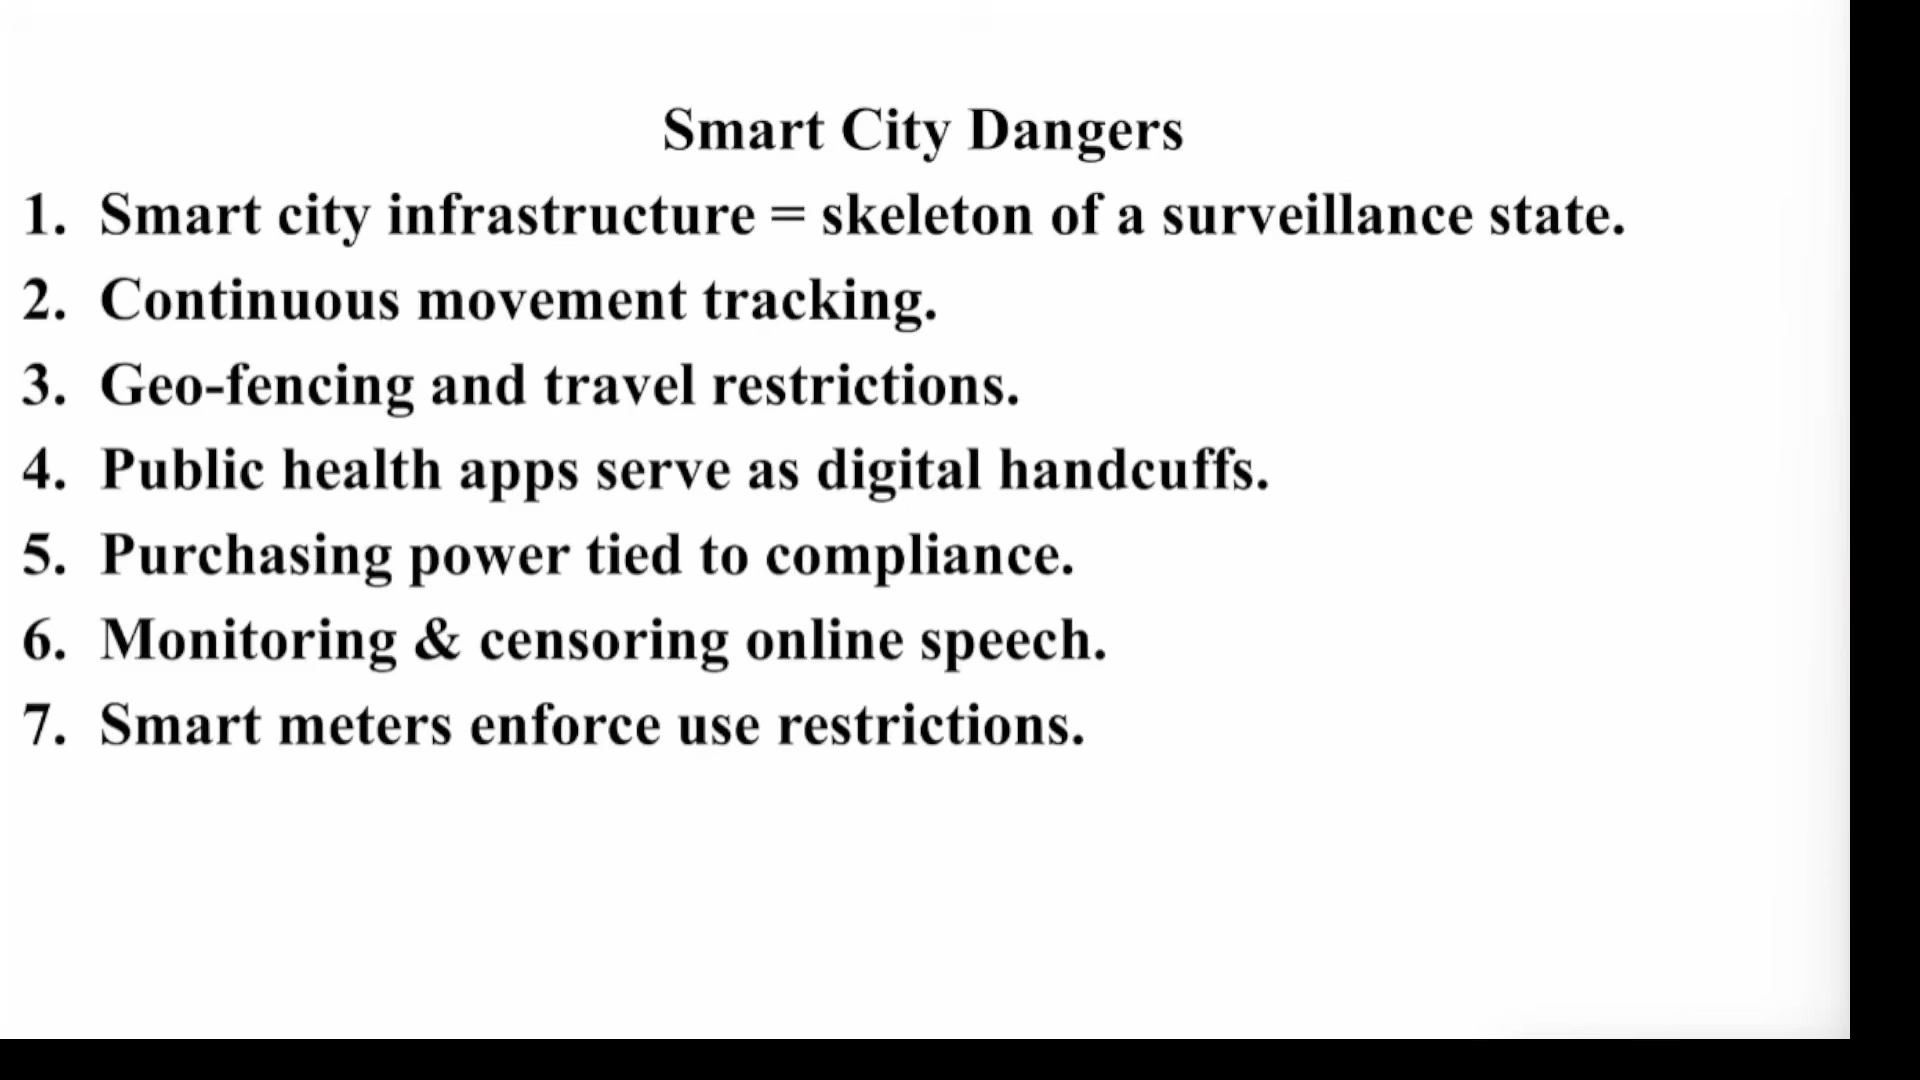 Smart City Dangers
1. Smart city infrastructure = skeleton of a surveillance state.
2. Continuous movement tracking.
3. Geo-fencing and travel restrictions.
4. Public health apps serve as digital handcuffs.
5. Purchasing power tied to compliance.
6. Monitoring & censoring online speech.
7. Smart meters enforce use restrictions.